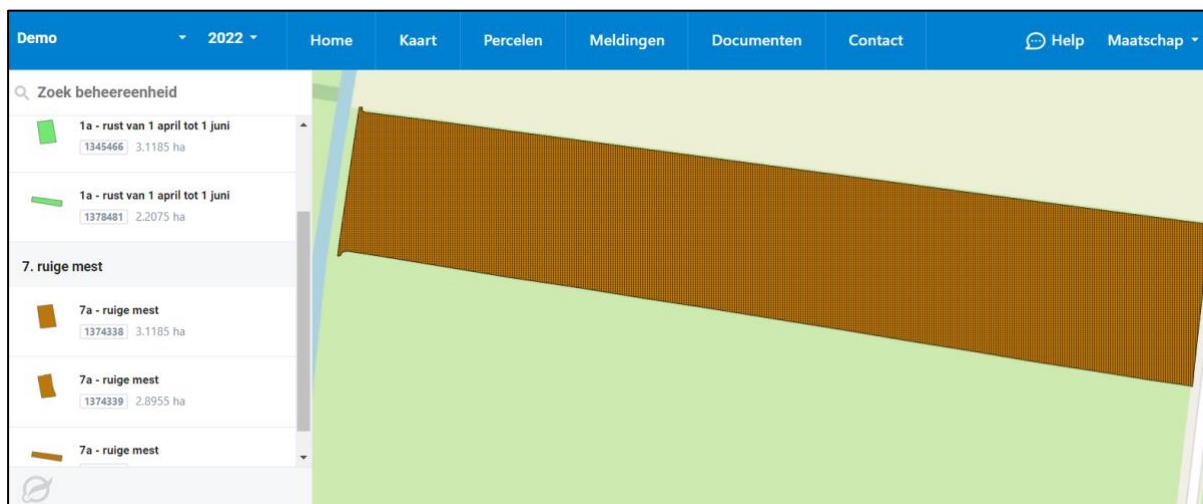 Demo 2022 Home Kaart Percelen Meldingen Documenten Contact Help Maatschap
Zoek beheereenheid
1a - rust van 1 april tot 1 juni
1345466 3.1185 ha
1a - rust van 1 april tot 1 juni
1378481 2.2075 ha
7. ruige mest
7a - ruige mest
1374338 3.1185 ha
7a - ruige mest
1374339 2.8955 ha
7a - ruige mest